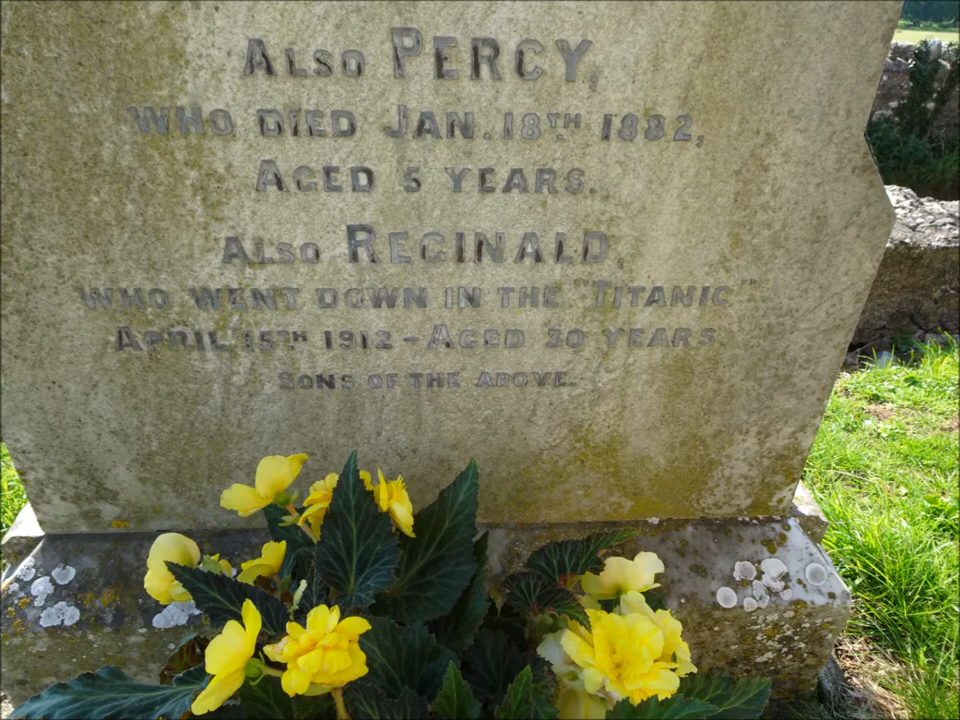 ALSO PERCY,
WHO DIED JAN. 18TH 1882,
AGED 5 YEARS.
ALSO REGINALD,
WHO WENT DOWN IN THE "TITANIC"
APRIL 15TH 1912 - AGED 30 YEARS.
SONS OF THE ABOVE.